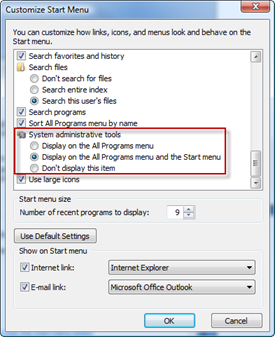 Customize Start Menu
You can customize how links, icons, and menus look and behave on the
Start menu.
Search favorites and history
Search files
Don't search for files
Search entire index
Search this user's files
Search programs
Sort All Programs menu by name
System administrative tools
Display on the All Programs menu
Display on the All Programs menu and the Start menu
Don't display this item
Use large icons
Start menu size
Number of recent programs to display: 9
Use Default Settings
Show on Start menu
Internet link: Internet Explorer
E-mail link: Microsoft Office Outlook
OK Cancel